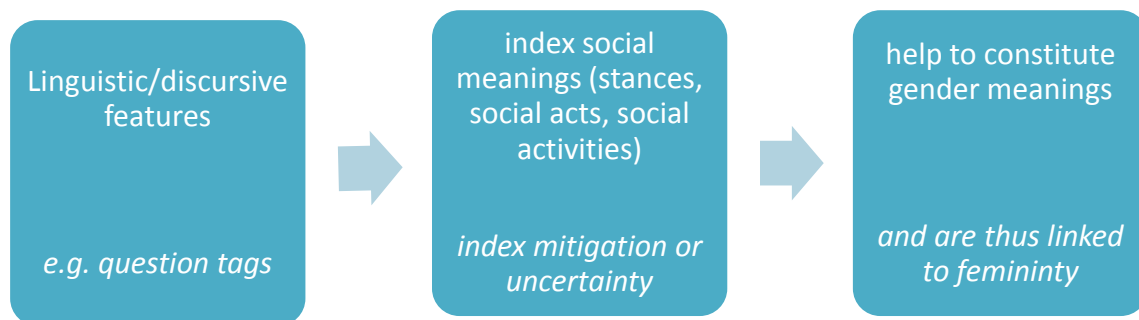 Linguistic/discursive
features
e.g. question tags
index social
meanings (stances,
social acts, social
activities)
index mitigation or
uncertainty
help to constitute
gender meanings
and are thus linked
to femininty